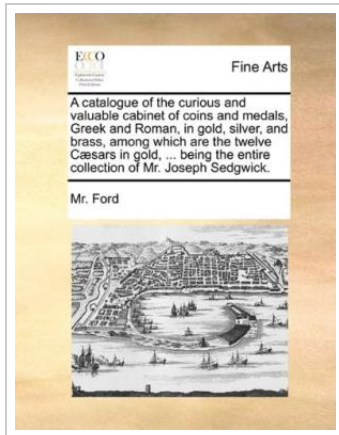 ECCO
Fine Arts
A catalogue of the curious and
valuable cabinet of coins and medals,
Greek and Roman, in gold, silver, and
brass, among which are the twelve
Cæsars in gold, ... being the entire
collection of Mr. Joseph Sedgwick.
Mr. Ford